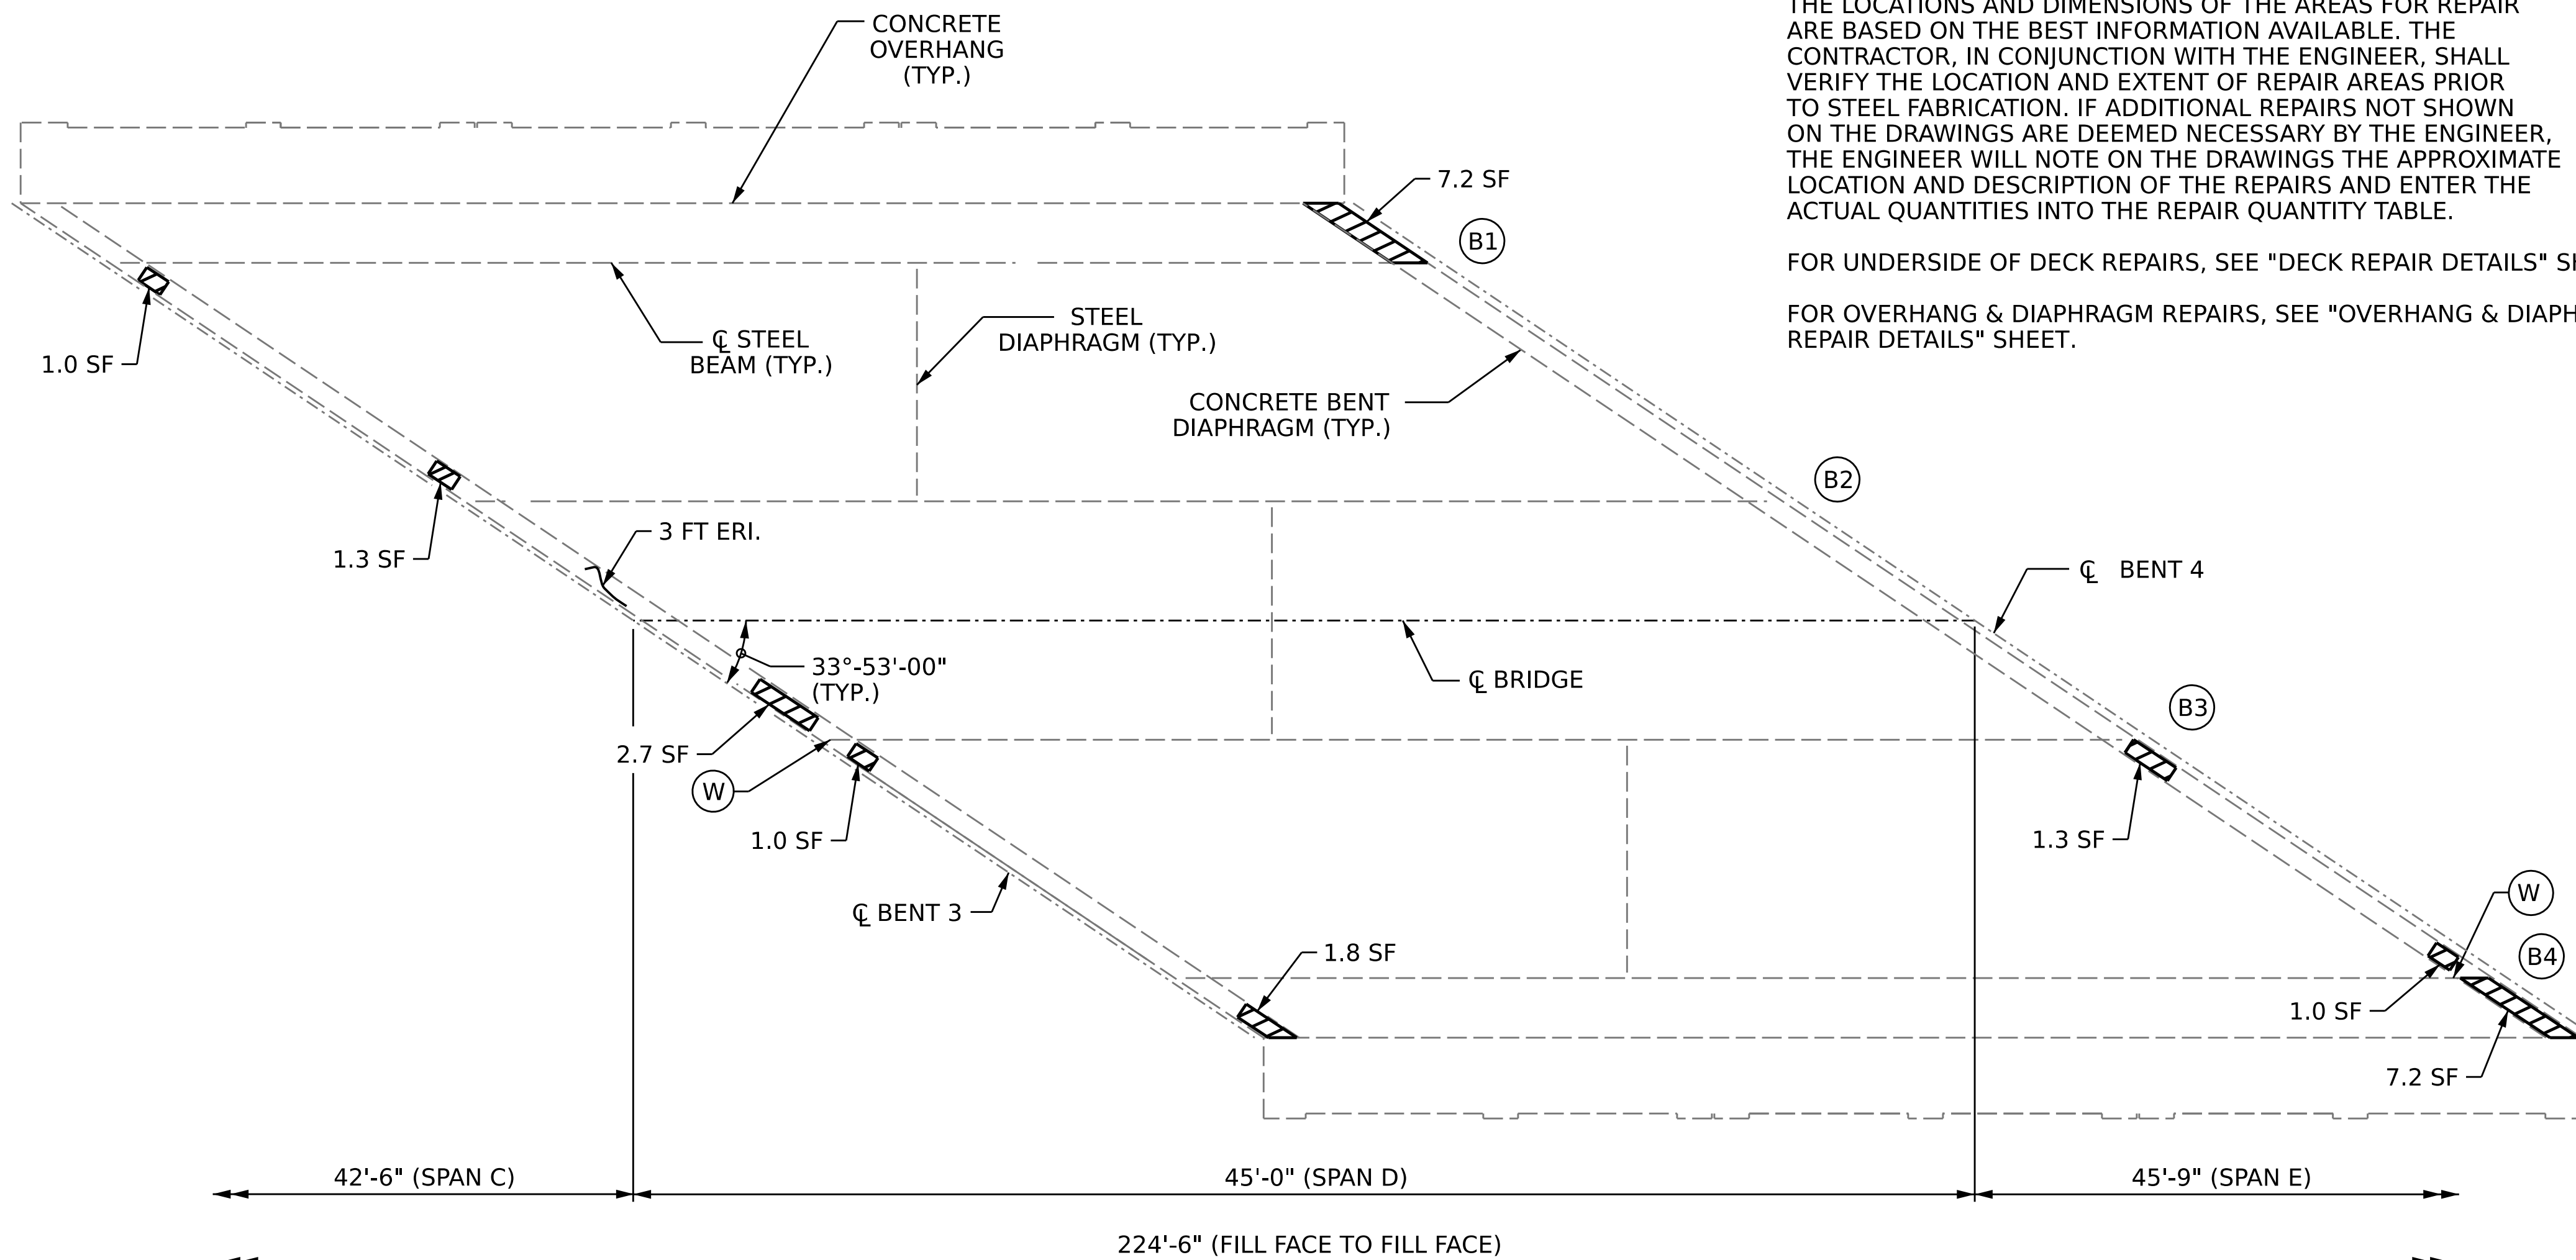 CONCRETE
OVERHANG
(TYP.)
THE LOCATIONS AND DIMENSIONS OF THE AREAS FOR REPAIR
ARE BASED ON THE BEST INFORMATION AVAILABLE. THE
CONTRACTOR, IN CONJUNCTION WITH THE ENGINEER, SHALL
VERIFY THE LOCATION AND EXTENT OF REPAIR AREAS PRIOR
TO STEEL FABRICATION. IF ADDITIONAL REPAIRS NOT SHOWN
ON THE DRAWINGS ARE DEEMED NECESSARY BY THE ENGINEER,
THE ENGINEER WILL NOTE ON THE DRAWINGS THE APPROXIMATE
LOCATION AND DESCRIPTION OF THE REPAIRS AND ENTER THE
ACTUAL QUANTITIES INTO THE REPAIR QUANTITY TABLE.
FOR UNDERSIDE OF DECK REPAIRS, SEE "DECK REPAIR DETAILS"
FOR OVERHANG & DIAPHRAGM REPAIRS, SEE "OVERHANG &
REPAIR DETAILS" SHEET.
7.2 SF
B1
1.0 SF
℄ STEEL
BEAM (TYP.)
STEEL
DIAPHRAGM (TYP.)
CONCRETE BENT
DIAPHRAGM (TYP.)
B2
1.3 SF
3 FT ERI.
℄ BENT 4
33°-53'-00"
(TYP.)
℄ BRIDGE
B3
2.7 SF
W
1.0 SF
1.3 SF
℄ BENT 3
W
1.8 SF
B4
1.0 SF
7.2 SF
42'-6" (SPAN C)
45'-0" (SPAN D)
45'-9" (SPAN E)
224'-6" (FILL FACE TO FILL FACE)